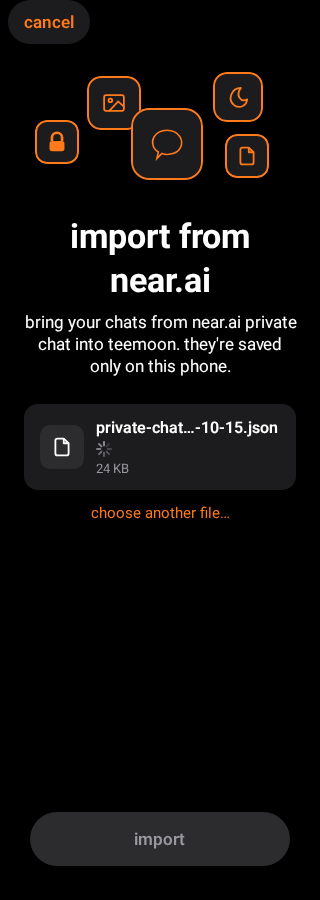 cancel
import from
near.ai
bring your chats from near.ai private
chat into teemoon. they're saved
only on this phone.
private-chat…-10-15.json
24 KB
choose another file…
import